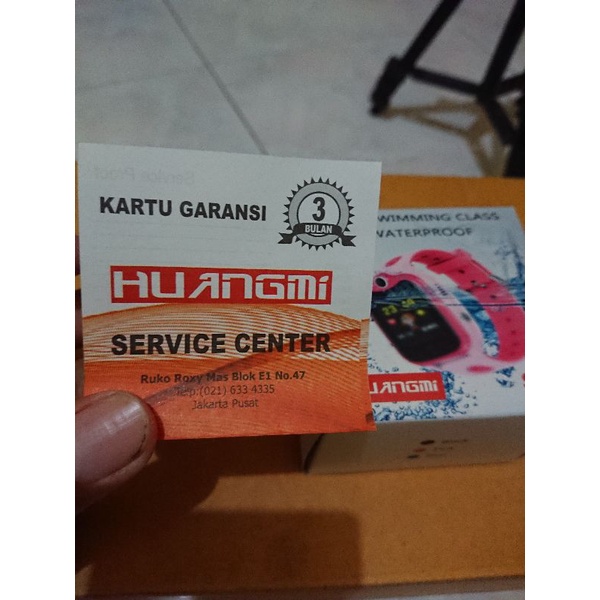 KARTU GARANSI
3
BULAN
HUANGMI
SERVICE CENTER
Ruko Roxy Mas Blok E1 No.47
(021) 633 4335
Jakarta Pusat
WIMMING CLASS
WATERPROOF
UANGMI